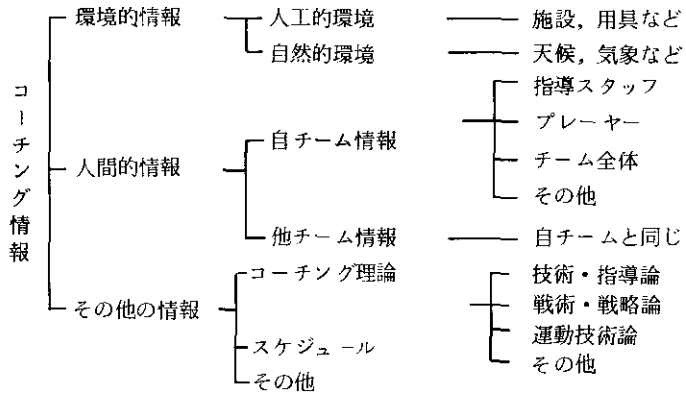 コーチング情報
環境的情報
人工的環境
施設，用具など
自然的環境
天候，気象など
人間的情報
自チーム情報
指導スタッフ
プレーヤー
チーム全体
その他
他チーム情報
自チームと同じ
その他の情報
コーチング理論
技術・指導論
戦術・戦略論
運動技術論
その他
スケジュール
その他